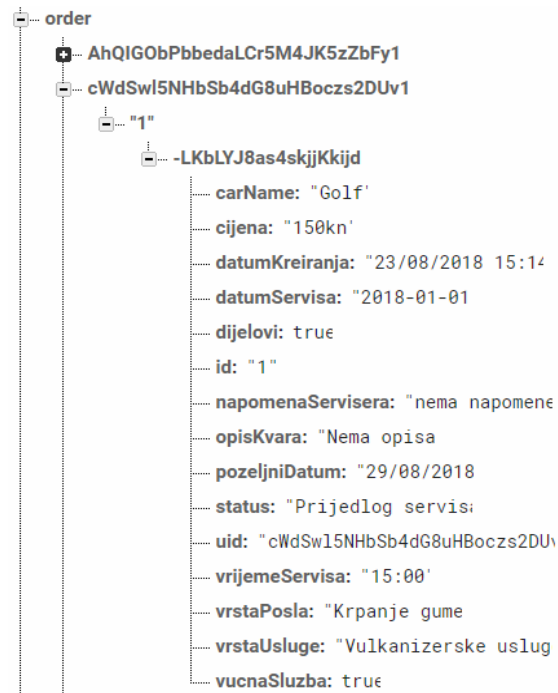 order
AhQIGObPbbedaLCr5M4JK5zZbFy1
cWdSwl5NHbSb4dG8uHBoczs2DUv1
"1"
-LKbLYJ8as4skjjKkijd
carName: "Golf'
cijena: "150kn'
datumKreiranja: "23/08/2018 15:14
datumServisa: "2018-01-01
dijelovi: true
id: "1"
napomenaServisera: "nema napomene
opisKvara: "Nema opisa
pozeljniDatum: "29/08/2018
status: "Prijedlog servisa
uid: "cWdSwl5NHbSb4dG8uHBoczs2DUv
vrijemeServisa: "15:00'
vrstaPosla: "Krpanje gume
vrstaUsluge: "Vulkanizerske uslug
vucnaSluzba: true